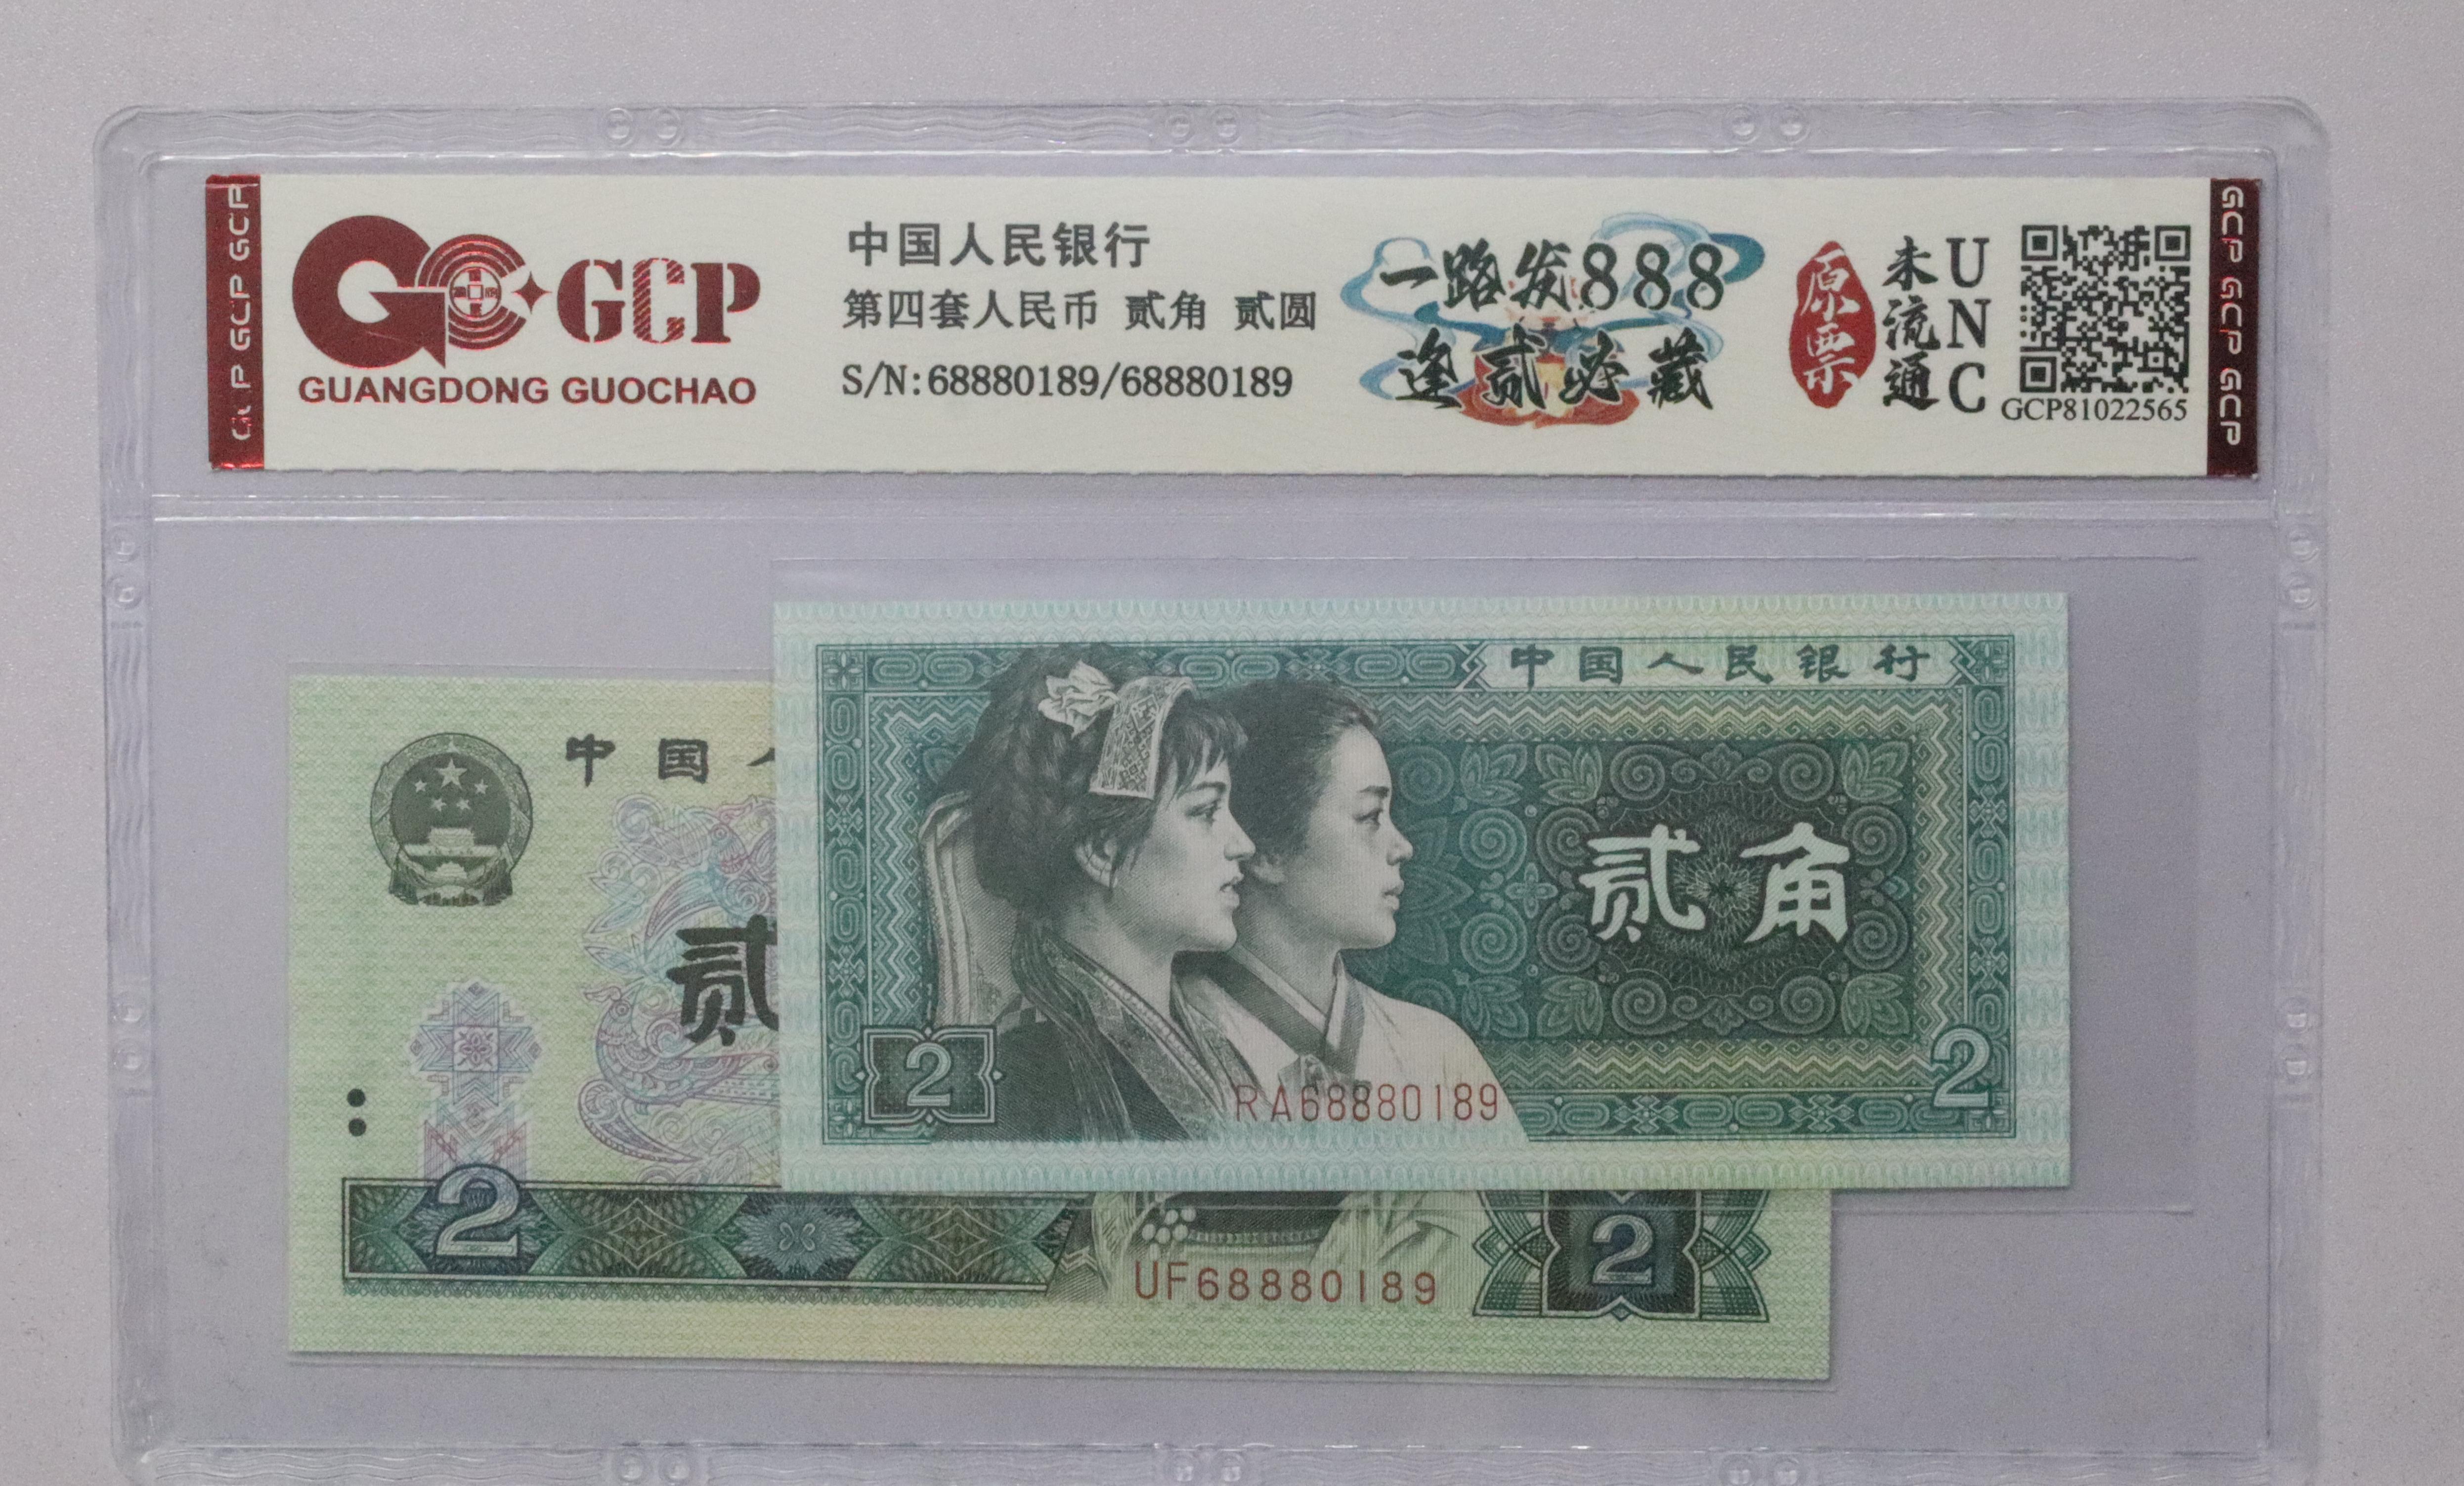 GCP GCP GCP
GCP
GUANGDONG GUOCHAO
中国人民银行
第四套人民币 贰角 贰圆
S/N:68880189/68880189
一路发888
逢贰必藏
原票
未流通
UNC
GCP81022565
GCP GCP GCP
中国人民银行
贰角
2
2
RA68880189
中国
贰
2
2
UF68880189